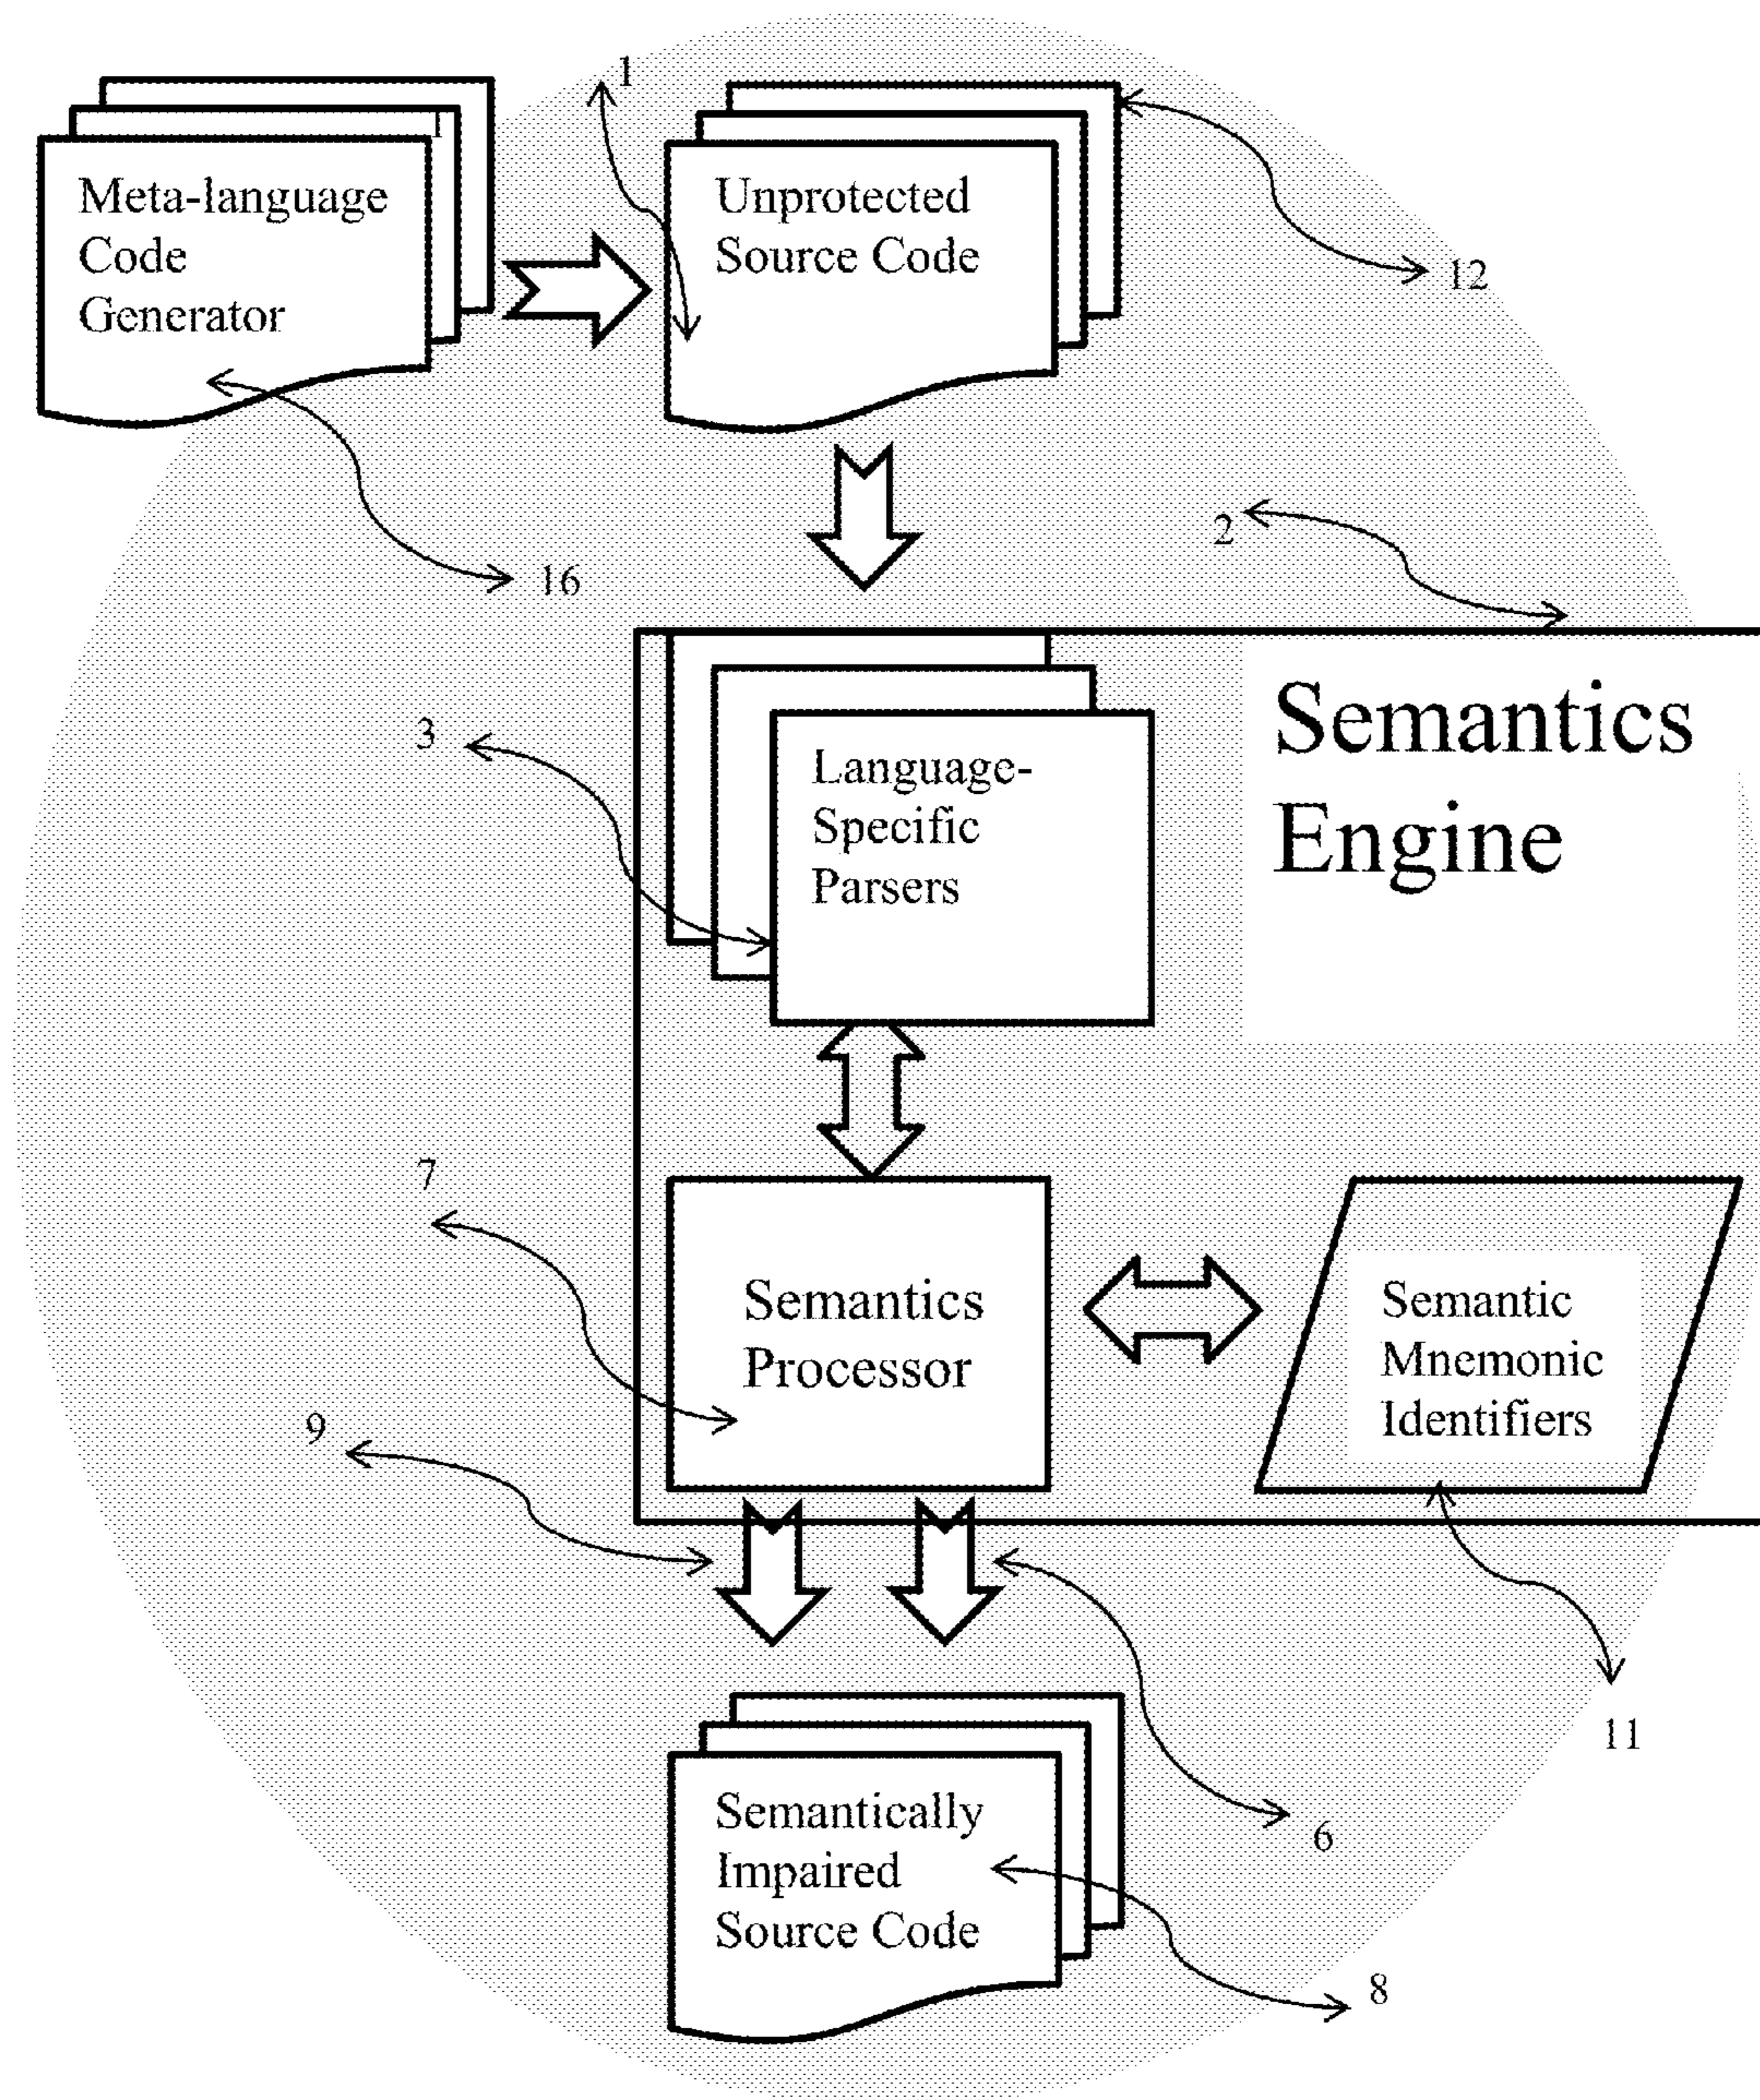 1
1
Meta-language
Code
Generator
Unprotected
Source Code
12
16
2
3
Language-
Specific
Parsers
Semantics
Engine
7
Semantics
Processor
Semantic
Mnemonic
Identifiers
9
11
6
Semantically
Impaired
Source Code
8